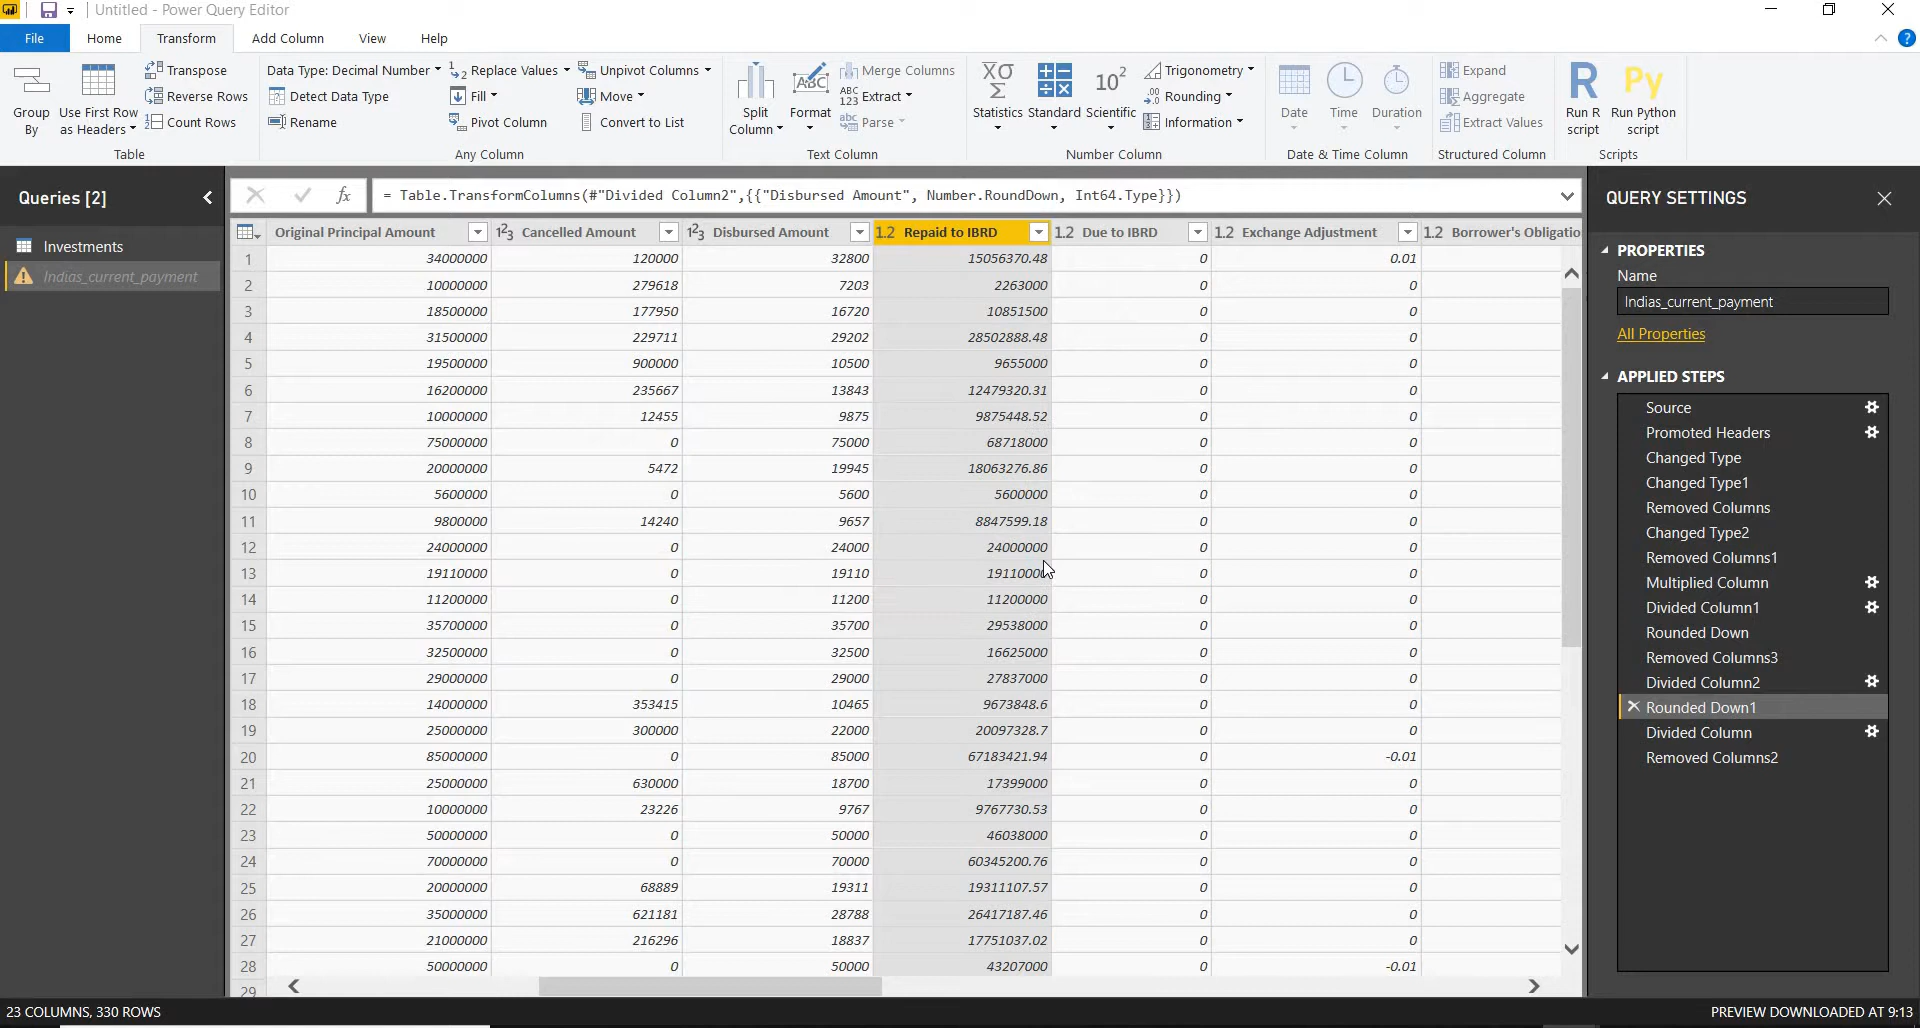 Untitled - Power Query Editor
File Home Transform Add Column View Help
Group By
Use First Row as Headers
Transpose
Reverse Rows
Count Rows
Table
Data Type: Decimal Number
Detect Data Type
Rename
Replace Values
Fill
Pivot Column
Unpivot Columns
Move
Convert to List
Any Column
Split Column
Format
ABC
Merge Columns
Extract
Parse
Text Column
Statistics
Standard
Scientific
10²
Trigonometry
Rounding
Information
Number Column
Date
Time
Duration
Date & Time Column
Expand
Aggregate
Extract Values
Structured Column
R
Run R script
Py
Run Python script
Scripts
Queries [2]
Investments
Indias_current_payment
fx = Table.TransformColumns(#"Divided Column2",{{"Disbursed Amount", Number.RoundDown, Int64.Type}})
Original Principal Amount 1²3 Cancelled Amount 1²3 Disbursed Amount 1.2 Repaid to IBRD 1.2 Due to IBRD 1.2 Exchange Adjustment 1.2 Borrower's Obligatio
1 34000000 120000 32800 15056370.48 0 0.01
2 10000000 279618 7203 2263000 0 0
3 18500000 177950 16720 10851500 0 0
4 31500000 229711 29202 28502888.48 0 0
5 19500000 900000 10500 9655000 0 0
6 16200000 235667 13843 12479320.31 0 0
7 10000000 12455 9875 9875448.52 0 0
8 75000000 0 75000 68718000 0 0
9 20000000 5472 19945 18063276.86 0 0
10 5600000 0 5600 5600000 0 0
11 9800000 14240 9657 8847599.18 0 0
12 24000000 0 24000 24000000 0 0
13 19110000 0 19110 19110000 0 0
14 11200000 0 11200 11200000 0 0
15 35700000 0 35700 29538000 0 0
16 32500000 0 32500 16625000 0 0
17 29000000 0 29000 27837000 0 0
18 14000000 353415 10465 9673848.6 0 0
19 25000000 300000 22000 20097328.7 0 0
20 85000000 0 85000 67183421.94 0 -0.01
21 25000000 630000 18700 17399000 0 0
22 10000000 23226 9767 9767730.53 0 0
23 50000000 0 50000 46038000 0 0
24 70000000 0 70000 60345200.76 0 0
25 20000000 68889 19311 19311107.57 0 0
26 35000000 621181 28788 26417187.46 0 0
27 21000000 216296 18837 17751037.02 0 0
28 50000000 0 50000 43207000 0 -0.01
29
QUERY SETTINGS
PROPERTIES
Name
Indias_current_payment
All Properties
APPLIED STEPS
Source
Promoted Headers
Changed Type
Changed Type1
Removed Columns
Changed Type2
Removed Columns1
Multiplied Column
Divided Column1
Rounded Down
Removed Columns3
Divided Column2
Rounded Down1
Divided Column
Removed Columns2
23 COLUMNS, 330 ROWS
PREVIEW DOWNLOADED AT 9:13